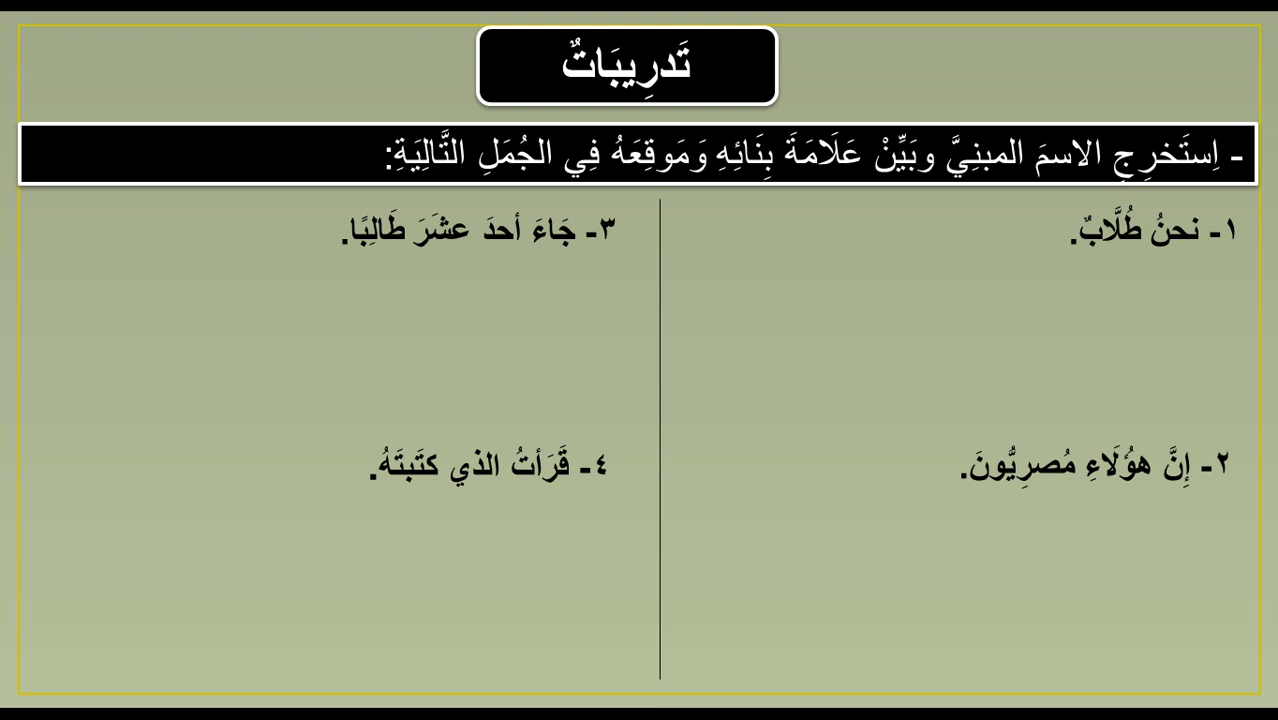 تَدرِيبَاتٌ
- اِستَخرِجِ الاسمَ المبنِيَّ وبَيِّنْ عَلَامَةَ بِنَائِهِ وَمَوقِعَهُ فِي الجُمَلِ التَّالِيَةِ:
١- نحنُ طُلَّابٌ.
٢- إِنَّ هؤُلَاءِ مُصرِيُّونَ.
٣- جَاءَ أحدَ عشَرَ طَالِبًا.
٤- قَرَأتُ الذي كتَبتَهُ.